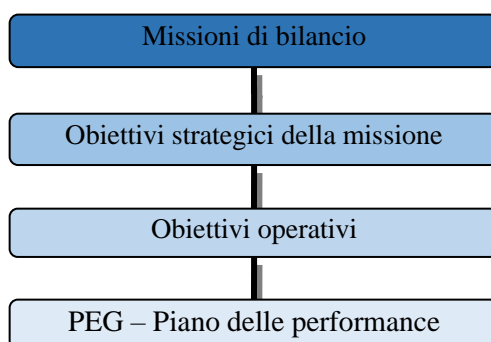 Missioni di bilancio
Obiettivi strategici della missione
Obiettivi operativi
PEG – Piano delle performance